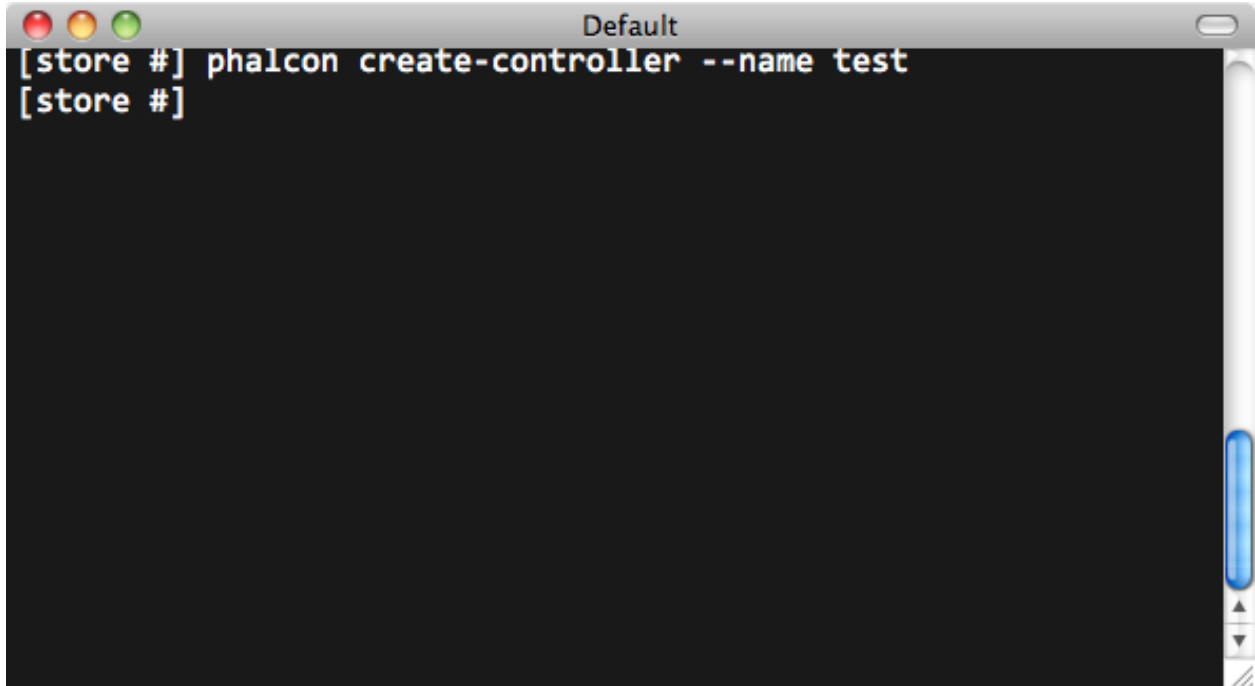 Default
[store #] phalcon create-controller --name test
[store #]